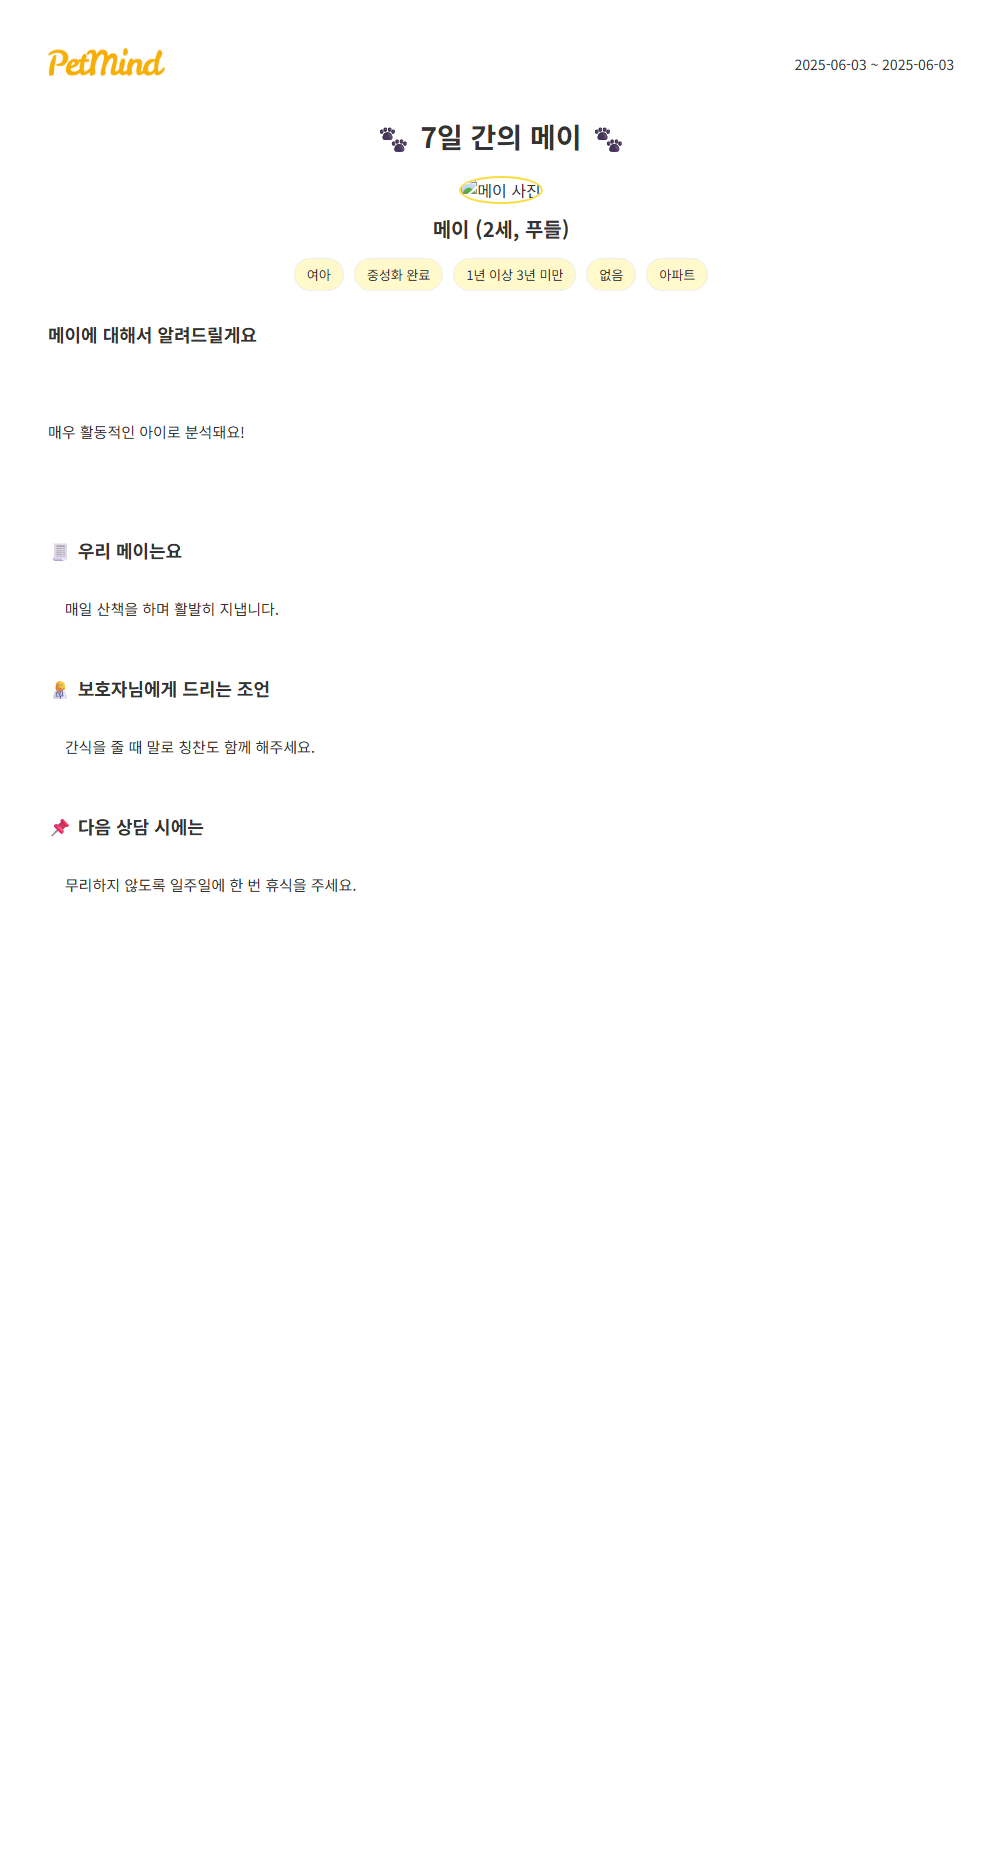 PetMind
2025-06-03 ~ 2025-06-03
🐾 7일 간의 메이 🐾
메이 사진
메이 (2세, 푸들)
여아 중성화 완료 1년 이상 3년 미만 없음 아파트
메이에 대해서 알려드릴게요
매우 활동적인 아이로 분석돼요!
우리 메이는요
매일 산책을 하며 활발히 지냅니다.
보호자님에게 드리는 조언
간식을 줄 때 말로 칭찬도 함께 해주세요.
📌 다음 상담 시에는
무리하지 않도록 일주일에 한 번 휴식을 주세요.